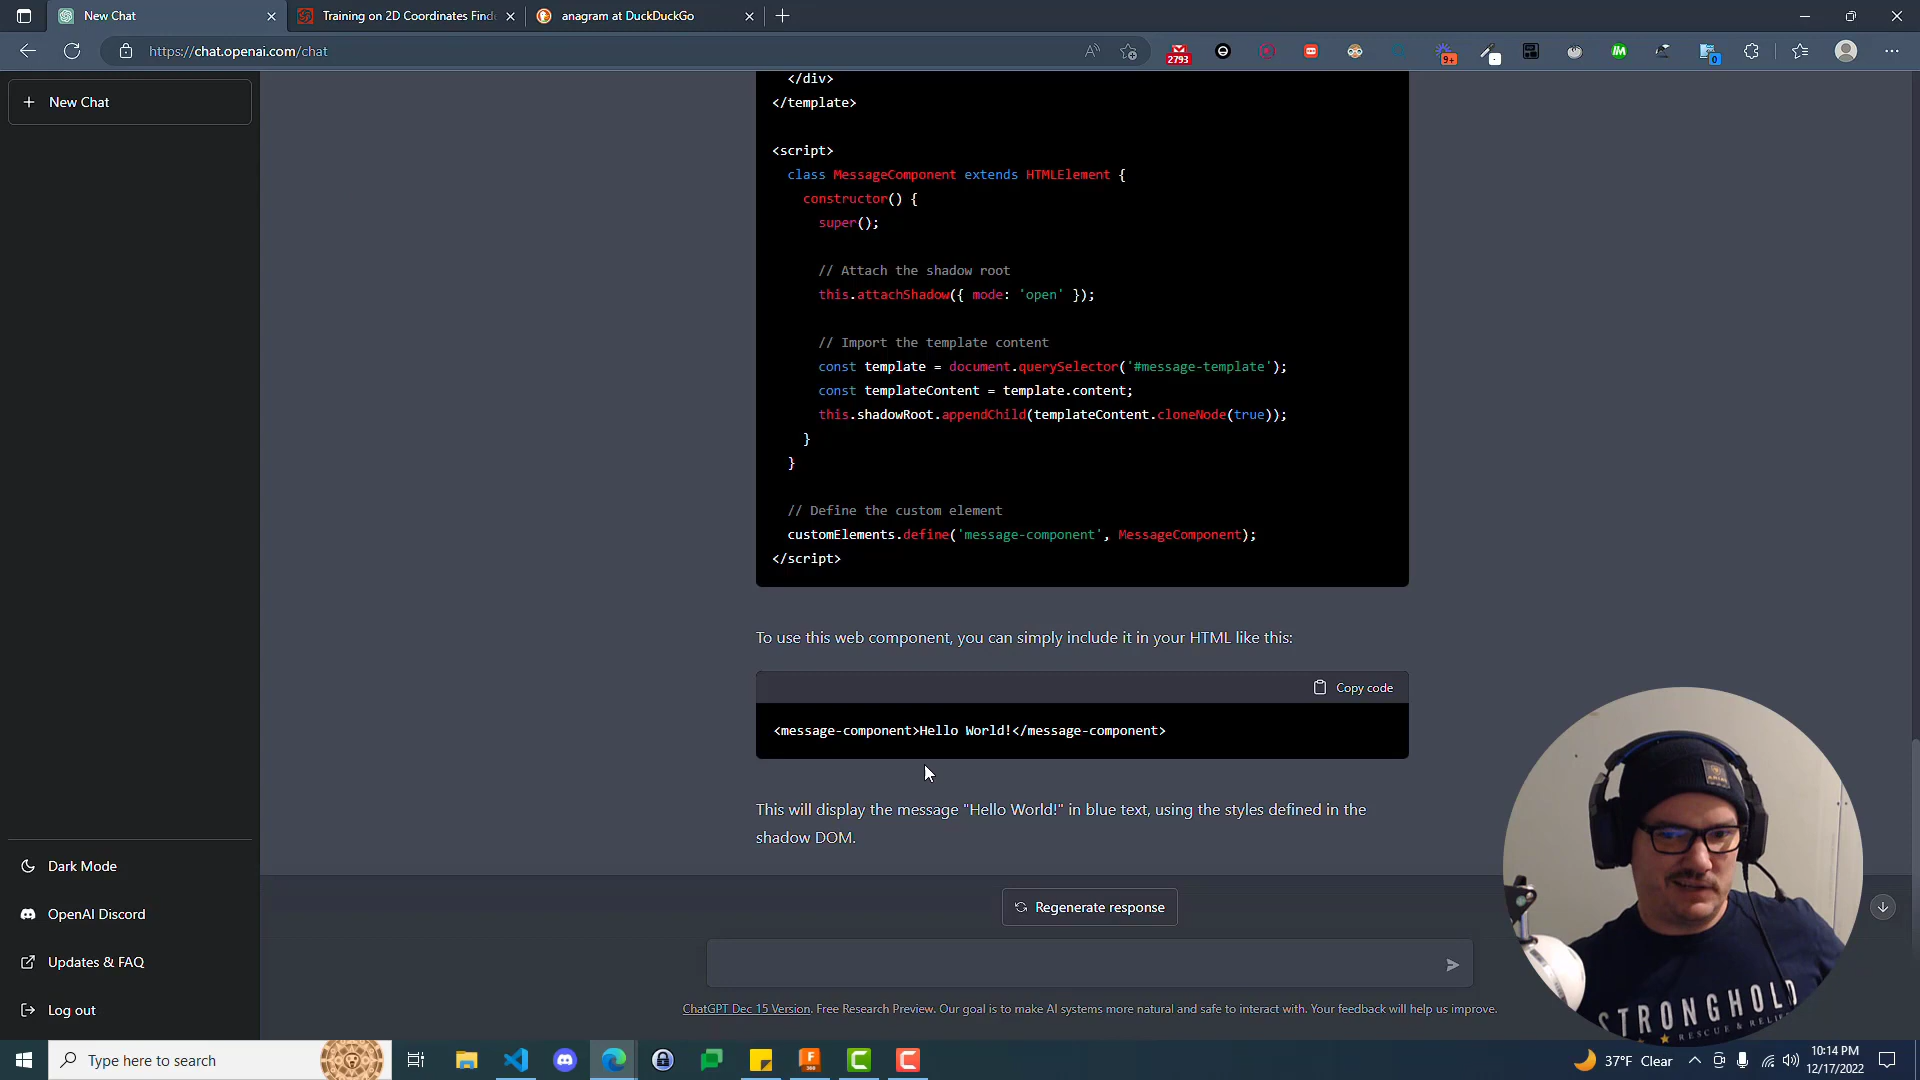 New Chat
Training on 2D Coordinates Finde
anagram at DuckDuckGo
https://chat.openai.com/chat
2793
9+
0
New Chat
</div>
</template>
<script>
class MessageComponent extends HTMLElement {
constructor() {
super();
// Attach the shadow root
this.attachShadow({ mode: 'open' });
// Import the template content
const template = document.querySelector('#message-template');
const templateContent = template.content;
this.shadowRoot.appendChild(templateContent.cloneNode(true));
}
}
// Define the custom element
customElements.define('message-component', MessageComponent);
</script>
To use this web component, you can simply include it in your HTML like this:
Copy code
<message-component>Hello World!</message-component>
This will display the message "Hello World!" in blue text, using the styles defined in the
shadow DOM.
Dark Mode
OpenAI Discord
Updates & FAQ
Log out
Regenerate response
ChatGPT Dec 15 Version. Free Research Preview. Our goal is to make AI systems more natural and safe to interact with. Your feedback will help us improve.
STRONGHOLD
RESCUE & RELIEF
Type here to search
37°F Clear
10:14 PM
12/17/2022